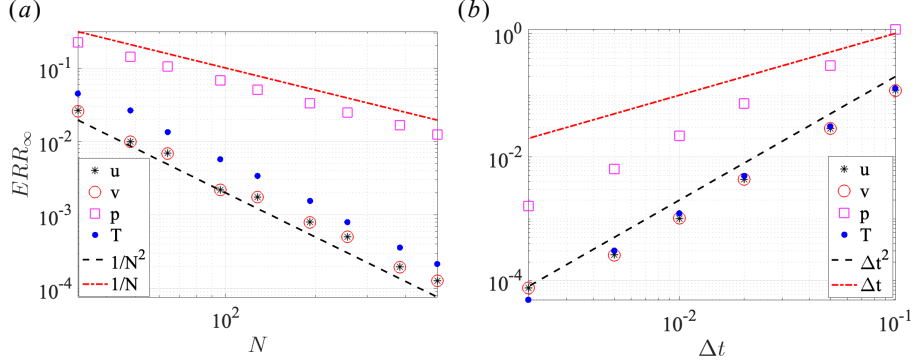 (a)
10^-1
10^-2
10^-3
10^-4
ERR_∞
u
v
p
T
1/N^2
1/N
10^2
N
(b)
10^0
10^-2
10^-4
u
v
p
T
Δt^2
Δt
10^-2
10^-1
Δt